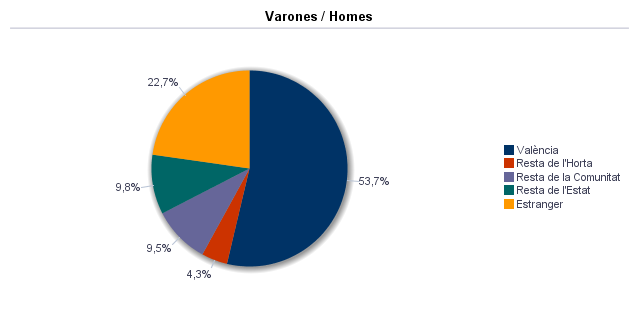 Varones / Homes
22,7%
53,7%
9,8%
9,5%
4,3%
València
Resta de l'Horta
Resta de la Comunitat
Resta de l'Estat
Estranger